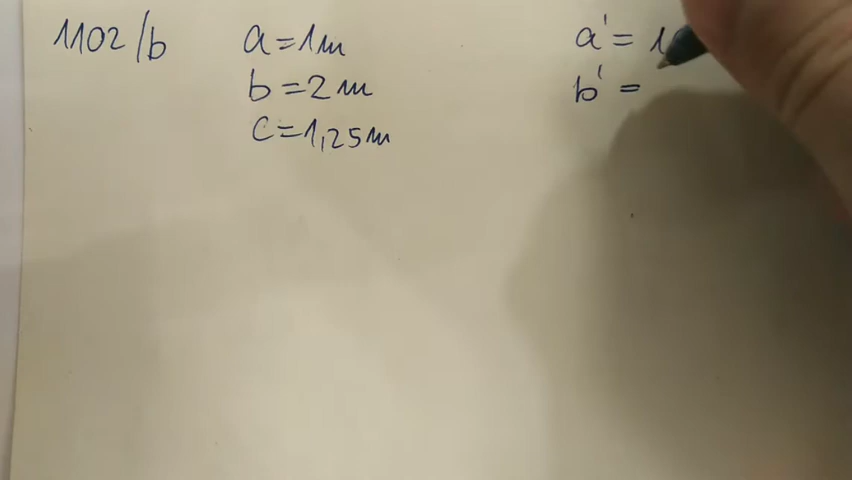 1102/b
a = 1m
b = 2m
c = 1,25m
a' = 1
b' =